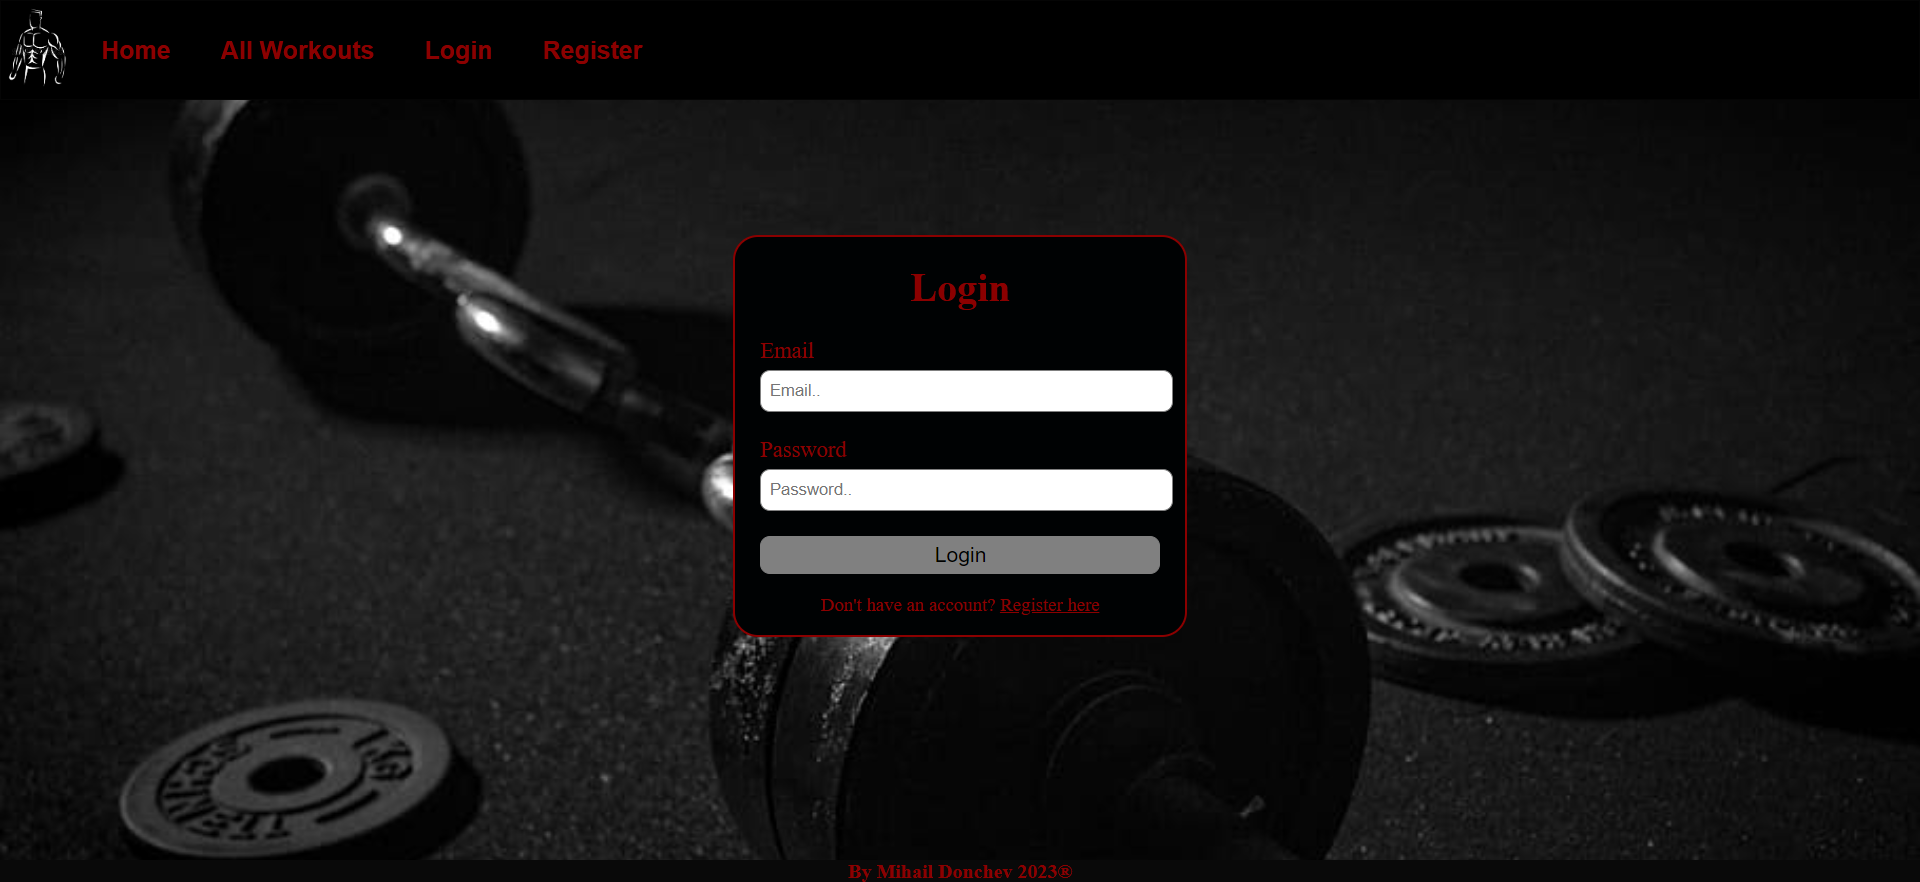 Home All Workouts Login Register
Login
Email
Email..
Password
Password..
Login
Don't have an account? Register here
1KG
By Mihail Donchev 2023®